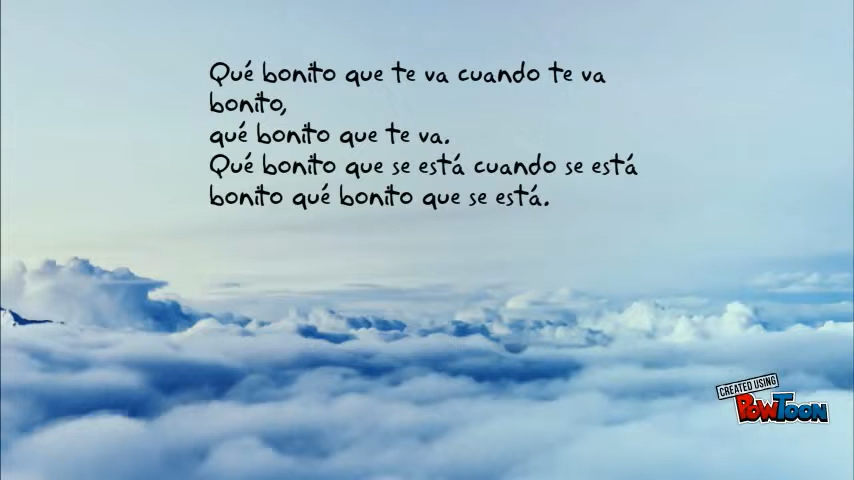 Qué bonito que te va cuando te va
bonito,
qué bonito que te va.
Qué bonito que se está cuando se está
bonito qué bonito que se está.
CREATED USING
POWTOON